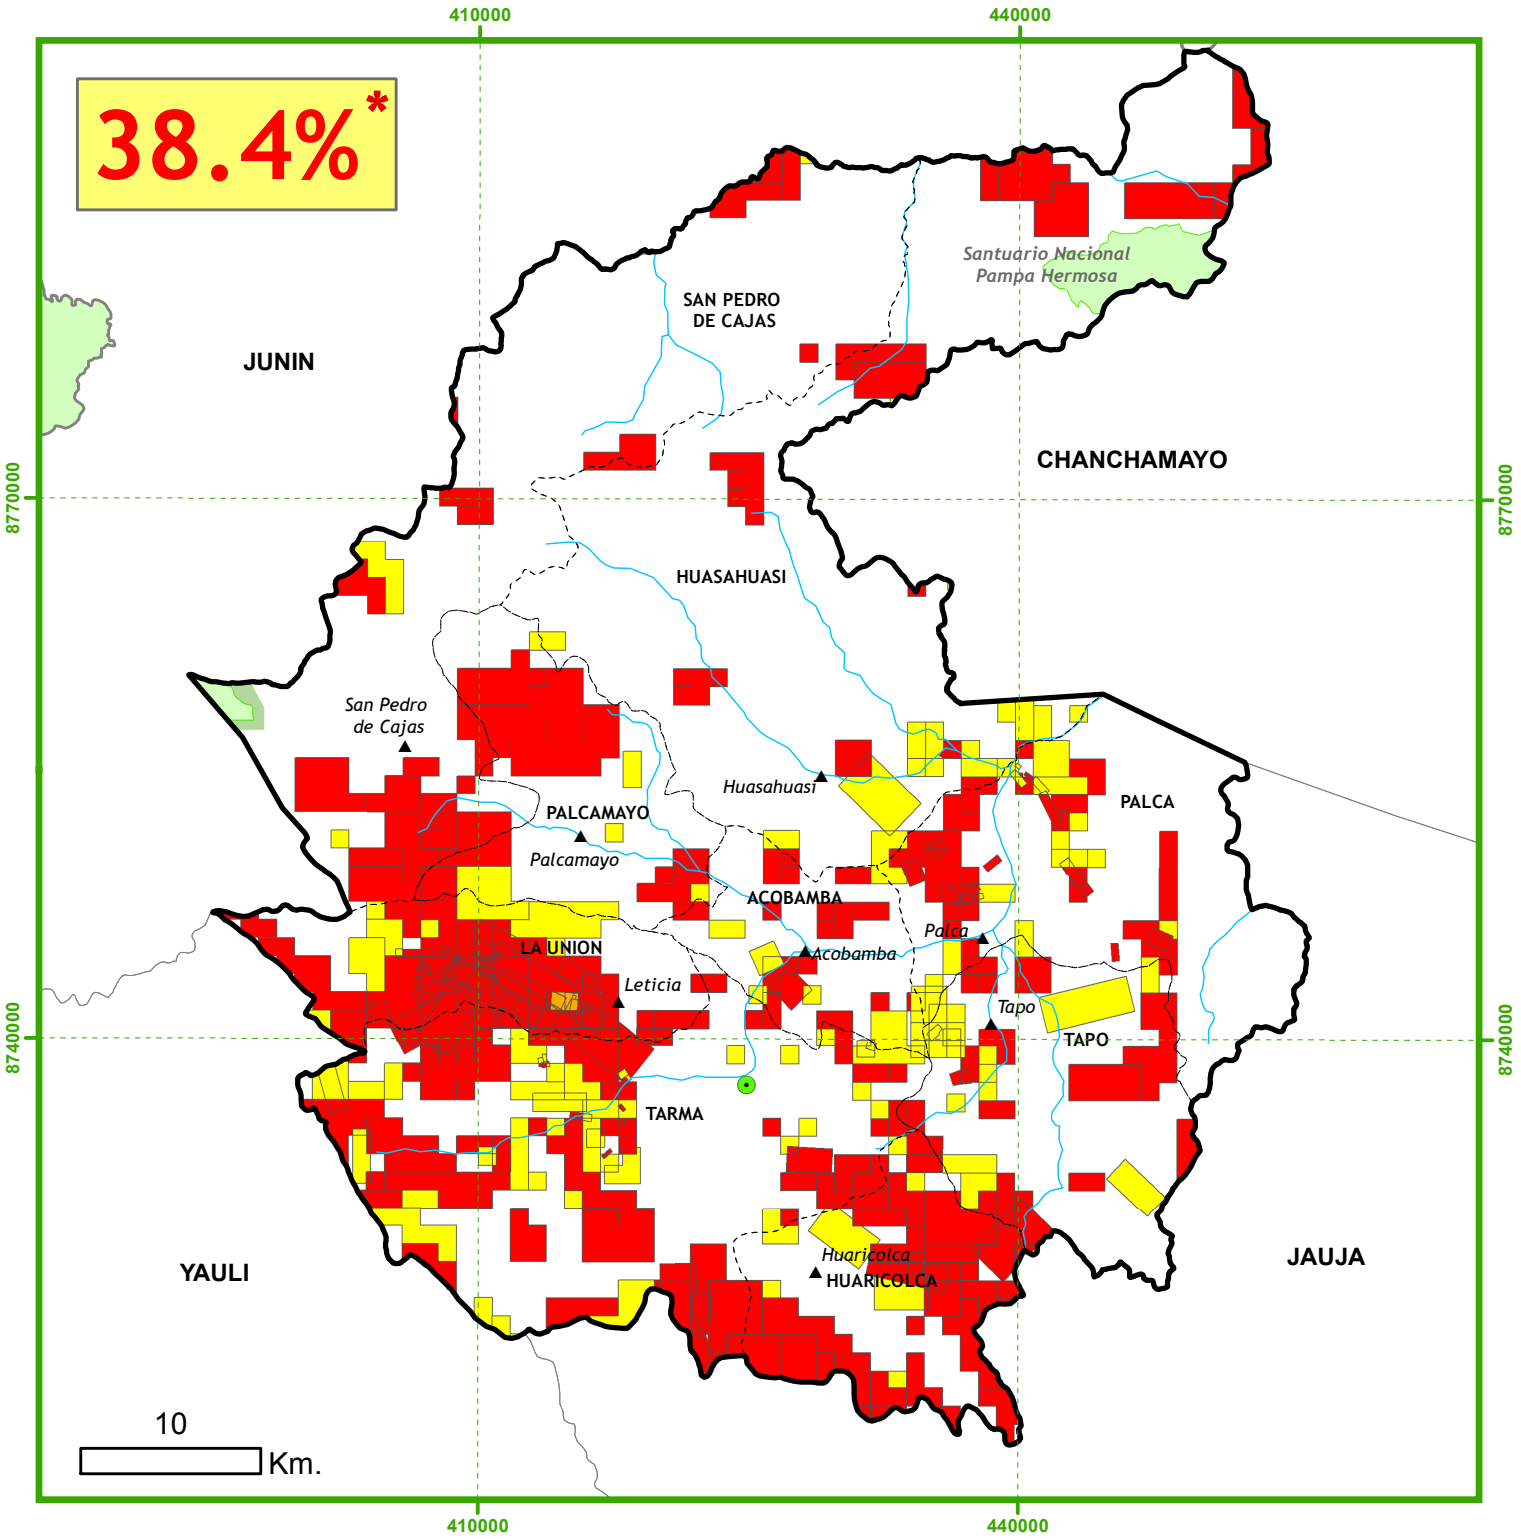 410000
440000
38.4%*
Santuario Nacional
Pampa Hermosa
SAN PEDRO
DE CAJAS
JUNIN
CHANCHAMAYO
8770000
8770000
HUASAHUASI
San Pedro
de Cajas
Huasahuasi
PALCA
PALCAMAYO
Palcamayo
ACOBAMBA
Palca
LA UNION
Acobamba
Leticia
Tapo
8740000
TAPO
8740000
TARMA
Huaricolca
JAUJA
YAULI
HUARICOLCA
10
Km.
410000
440000